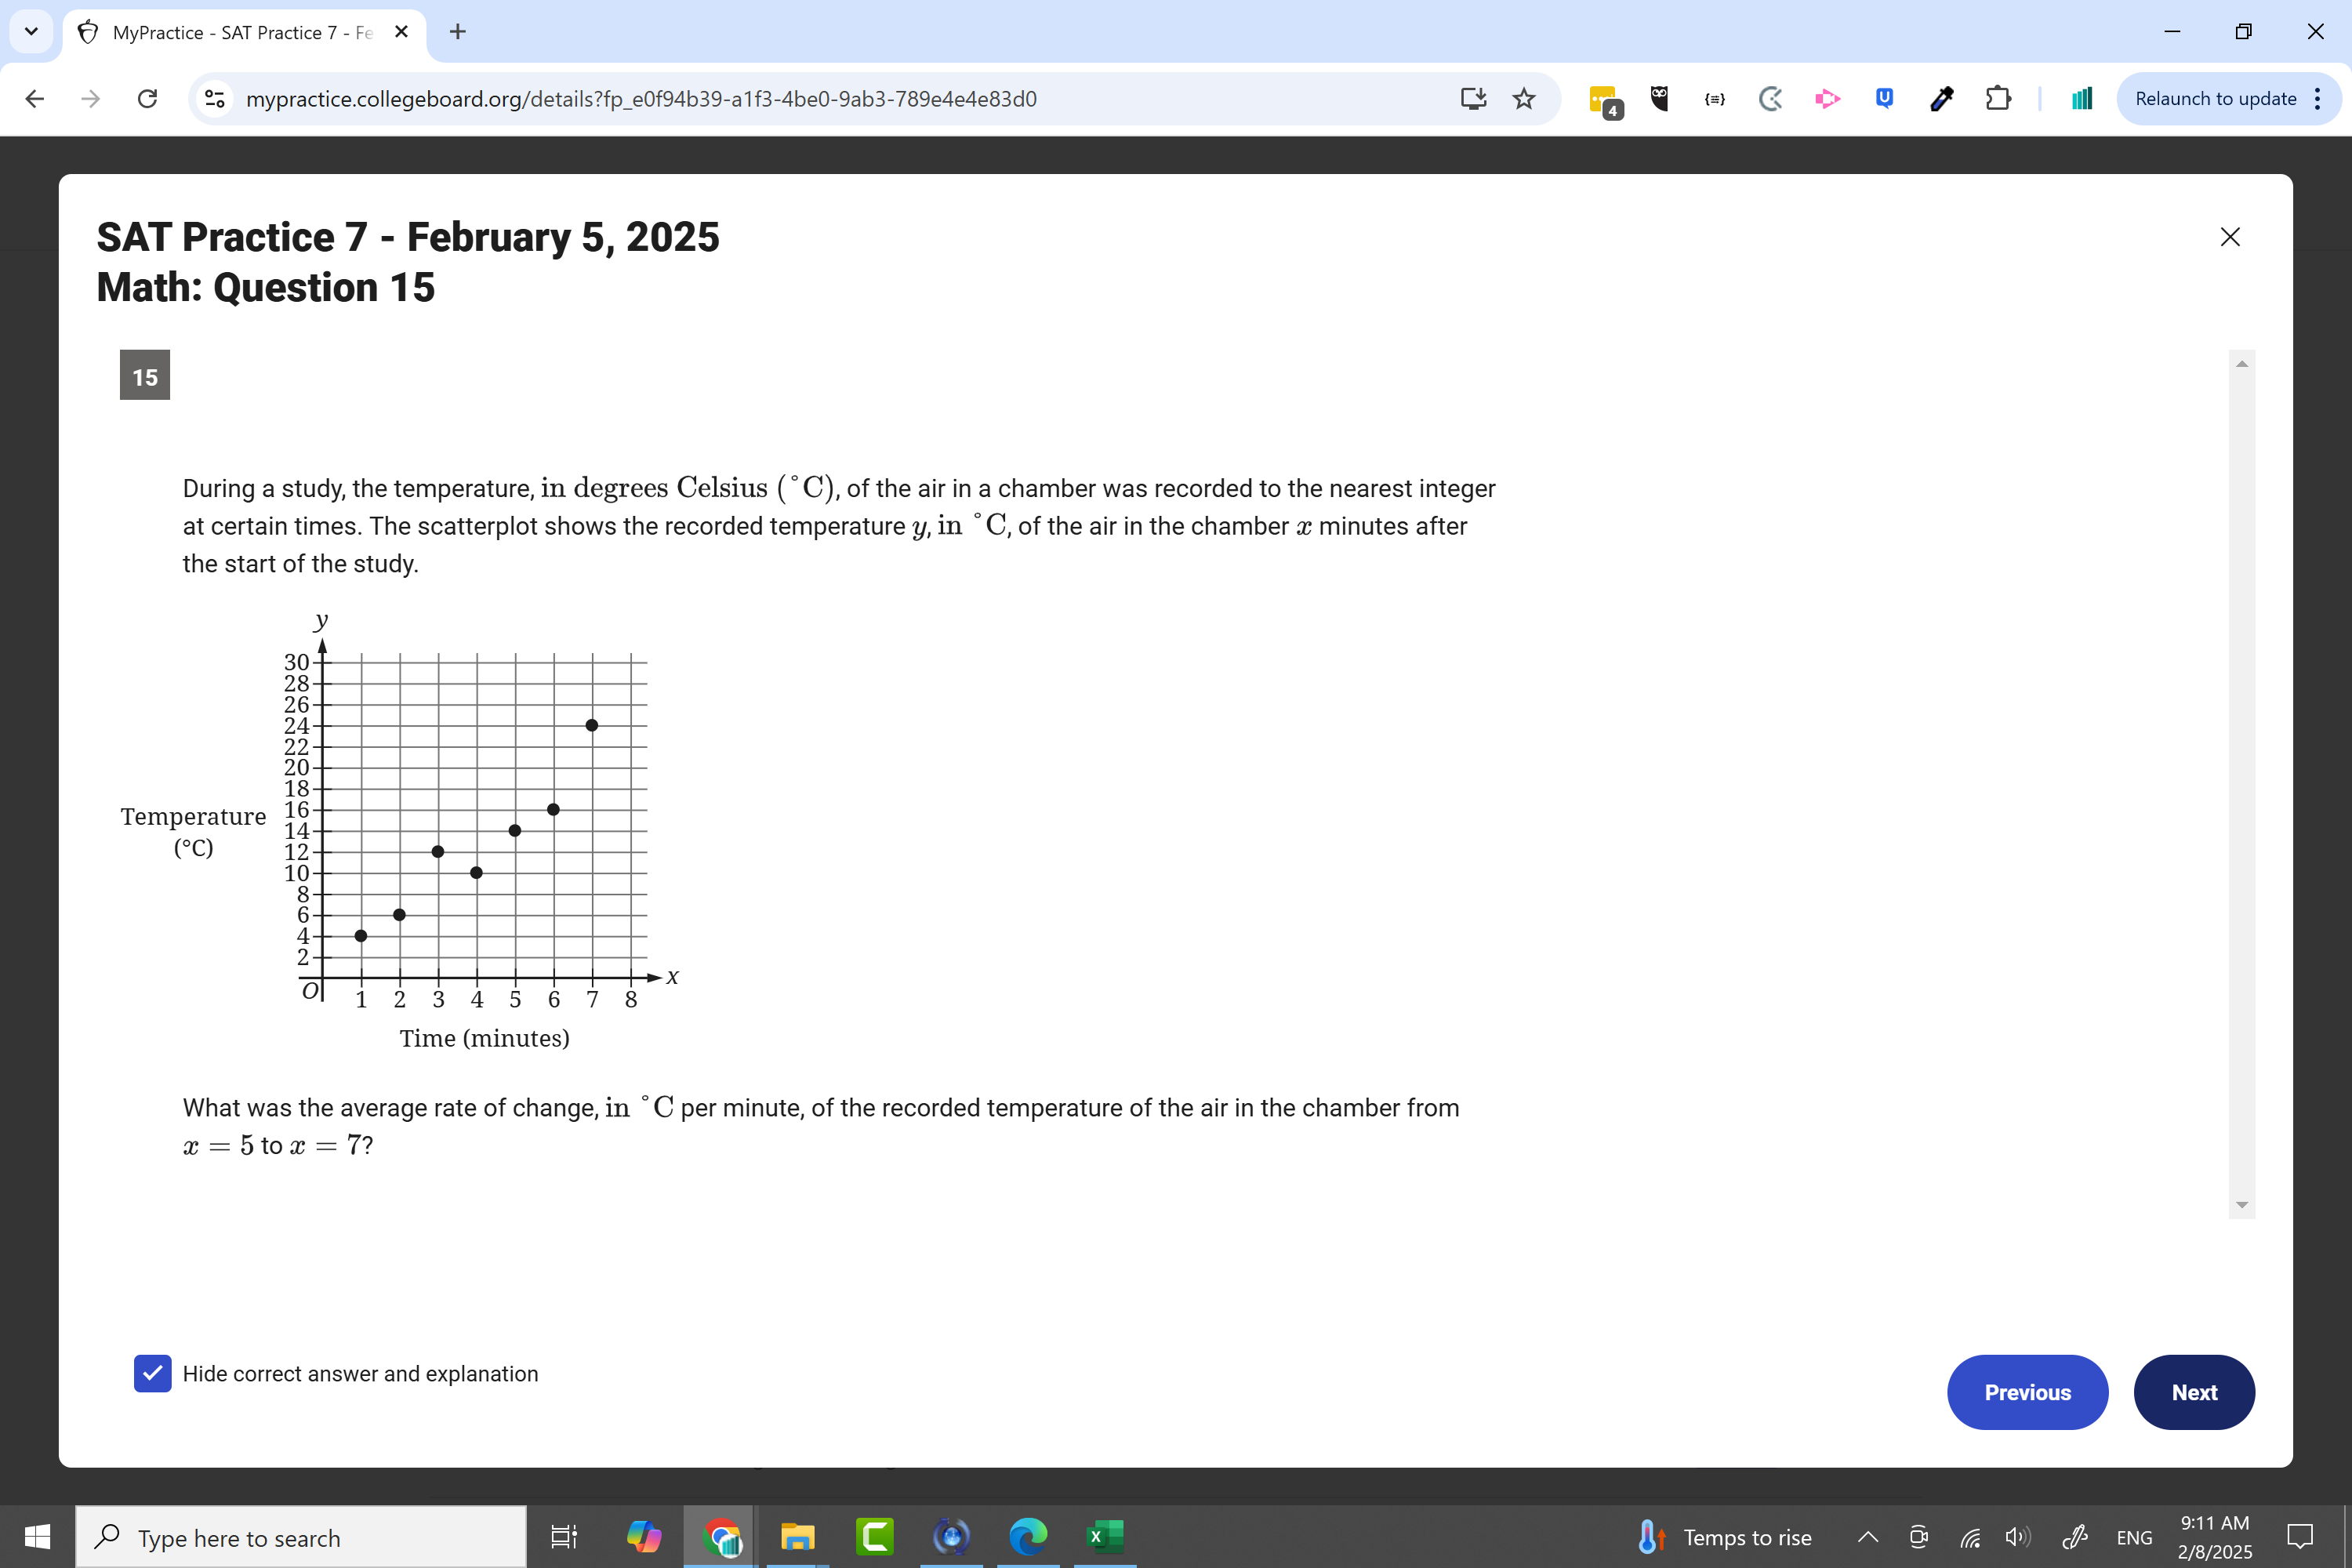 MyPractice - SAT Practice 7 - Fe
mypractice.collegeboard.org/details?fp_e0f94b39-a1f3-4be0-9ab3-789e4e4e83d0
4
Relaunch to update
SAT Practice 7 - February 5, 2025
Math: Question 15
15
During a study, the temperature, in degrees Celsius (°C), of the air in a chamber was recorded to the nearest integer
at certain times. The scatterplot shows the recorded temperature y, in °C, of the air in the chamber x minutes after
the start of the study.
y
30
28
26
24
22
20
18
16
14
12
10
8
6
4
2
Temperature
(°C)
O
1 2 3 4 5 6 7 8
x
Time (minutes)
What was the average rate of change, in °C per minute, of the recorded temperature of the air in the chamber from
x = 5 to x = 7?
Hide correct answer and explanation
Previous
Next
Type here to search
Temps to rise
ENG
9:11 AM
2/8/2025